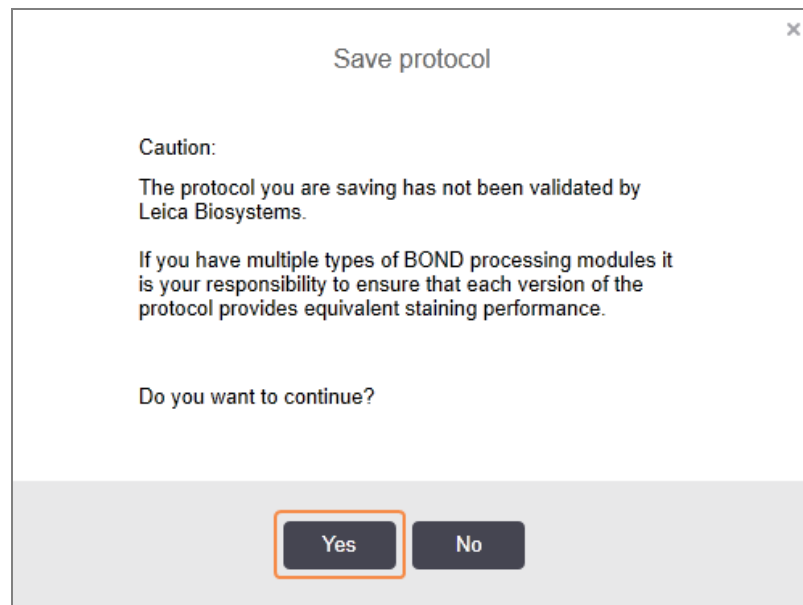 Save protocol
Caution:
The protocol you are saving has not been validated by
Leica Biosystems.
If you have multiple types of BOND processing modules it
is your responsibility to ensure that each version of the
protocol provides equivalent staining performance.
Do you want to continue?
Yes
No